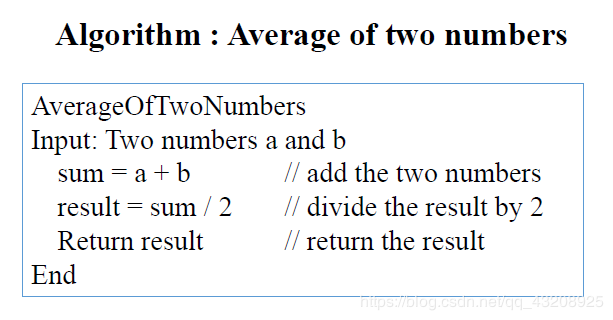 Algorithm : Average of two numbers
AverageOfTwoNumbers
Input: Two numbers a and b
sum = a + b // add the two numbers
result = sum / 2 // divide the result by 2
Return result // return the result
End
https://blog.csdn.net/qq_43208925